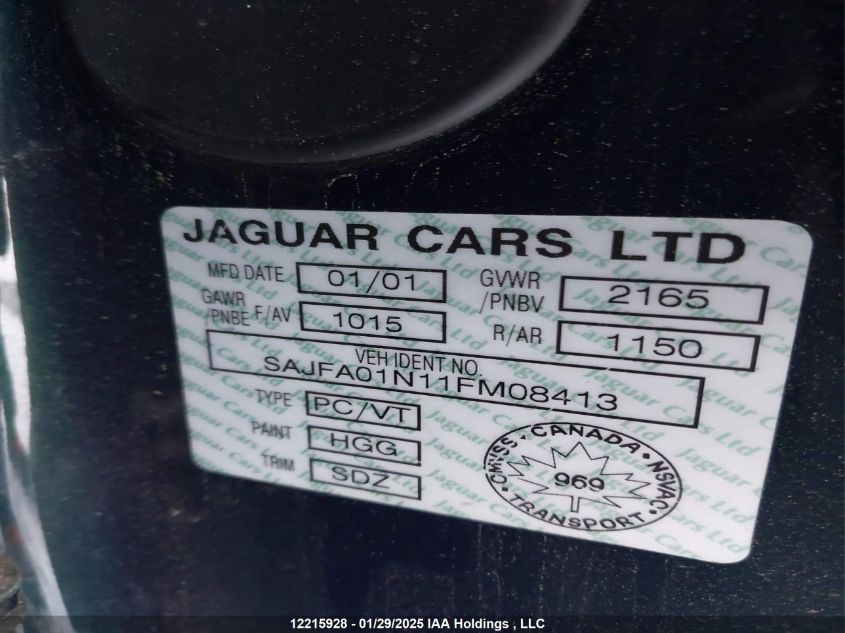 JAGUAR CARS LTD
MFD DATE 01/01 GVWR /PNBV 2165
GAWR /PNBE F/AV 1015 R/AR 1150
VEH IDENT NO.
SAJFA01N11FM08413
TYPE PC/VT
PAINT HGG
TRIM SDZ
CMVSS • CANADA • NSVAC • TRANSPORT •
969
12215928 - 01/29/2025 IAA Holdings , LLC